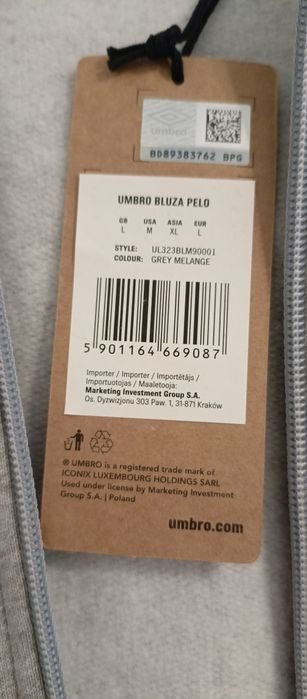 umbro
BD89383762 BPG
UMBRO BLUZA PELO
GB USA ASIA EUR
L M XL L
STYLE: UL323BLM90001
COLOUR: GREY MELANGE
5 901164 669087
Importer / Importer / Importētājs /
Importuotojas / Maaletooja:
Marketing Investment Group S.A.
Os. Dywizjonu 303 Paw. 1, 31-871 Kraków
® UMBRO is a registered trade mark of
ICONIX LUXEMBOURG HOLDINGS SARL
Used under license by Marketing Investment
Group S.A. | Poland
umbro.com